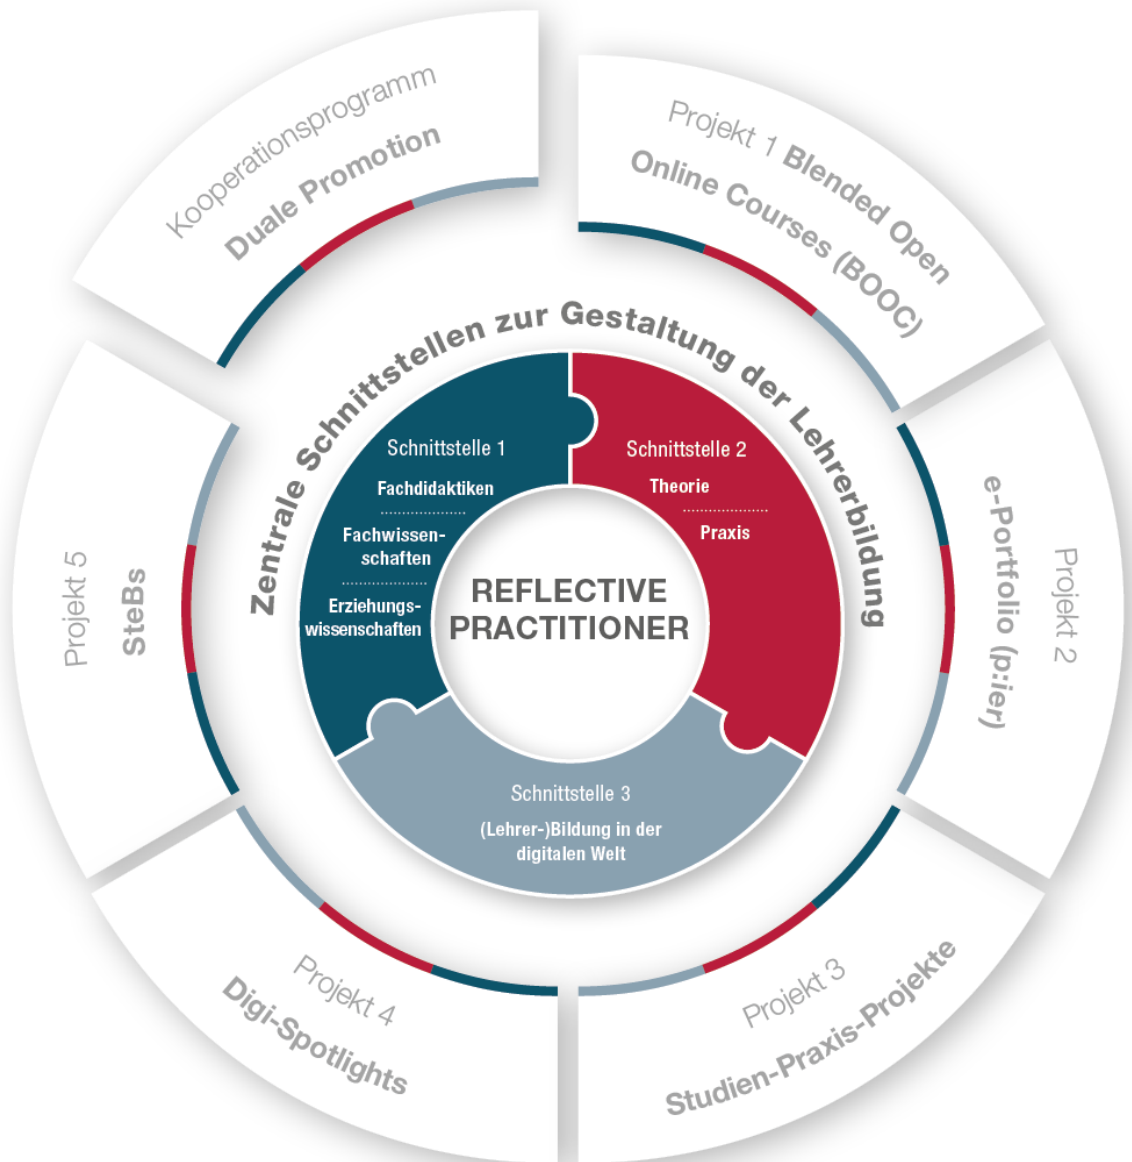 Kooperationsprogramm
Duale Promotion
Projekt 1 Blended Open
Online Courses (BOOC)
Projekt 2
e-Portfolio (p:ier)
Projekt 3
Studien-Praxis-Projekte
Projekt 4
Digi-Spotlights
Projekt 5
SteBs
Zentrale Schnittstellen zur Gestaltung der Lehrerbildung
Schnittstelle 1
Fachdidaktiken
Fachwissen-
schaften
Erziehungs-
wissenschaften
Schnittstelle 2
Theorie
Praxis
Schnittstelle 3
(Lehrer-)Bildung in der
digitalen Welt
REFLECTIVE
PRACTITIONER